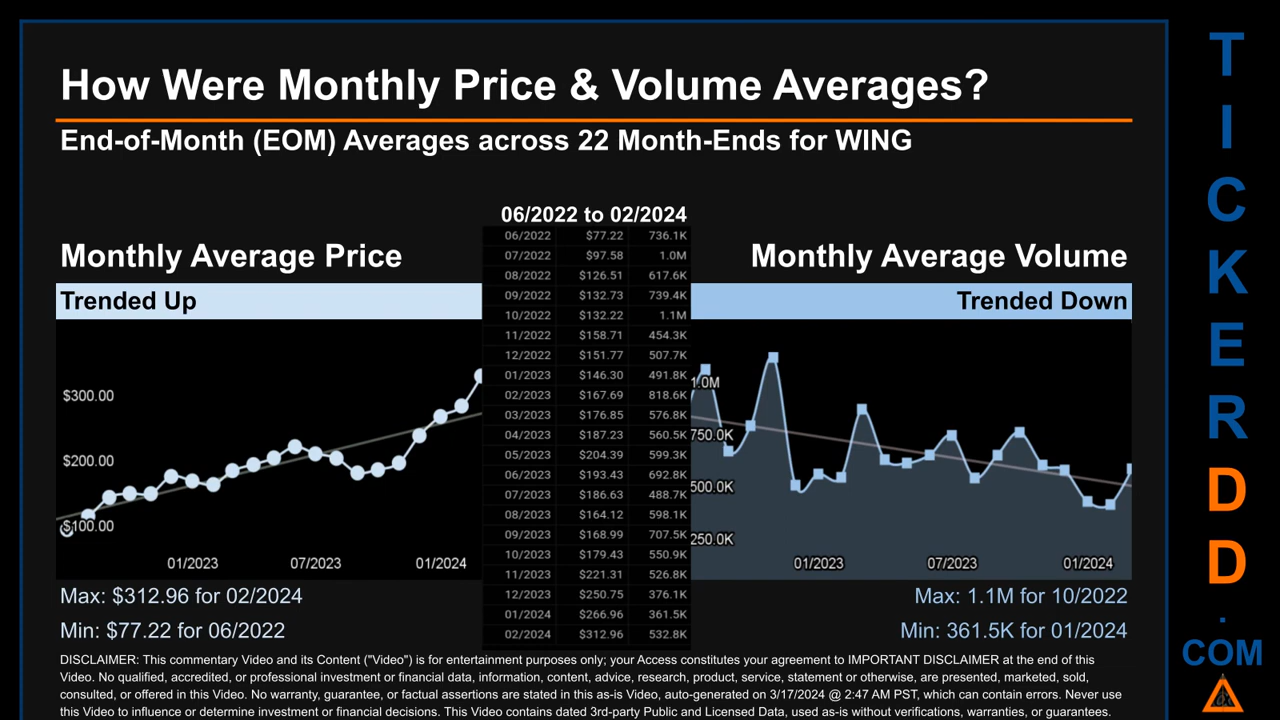 How Were Monthly Price & Volume Averages?
End-of-Month (EOM) Averages across 22 Month-Ends for WING
06/2022 to 02/2024
Monthly Average Price
Trended Up
$300.00
$200.00
$100.00
01/2023 07/2023 01/2024
Max: $312.96 for 02/2024
Min: $77.22 for 06/2022
06/2022 $77.22 736.1K
07/2022 $97.58 1.0M
08/2022 $126.51 617.6K
09/2022 $132.73 739.4K
10/2022 $132.22 1.1M
11/2022 $158.71 454.3K
12/2022 $151.77 507.7K
01/2023 $146.30 491.8K
02/2023 $167.69 818.6K
03/2023 $176.85 576.8K
04/2023 $187.23 560.5K
05/2023 $204.39 599.3K
06/2023 $193.43 692.8K
07/2023 $186.63 488.7K
08/2023 $164.12 598.1K
09/2023 $168.99 707.5K
10/2023 $179.43 550.9K
11/2023 $221.31 526.8K
12/2023 $250.75 376.1K
01/2024 $266.96 361.5K
02/2024 $312.96 532.8K
Monthly Average Volume
Trended Down
1.0M
750.0K
500.0K
250.0K
01/2023 07/2023 01/2024
Max: 1.1M for 10/2022
Min: 361.5K for 01/2024
DISCLAIMER: This commentary Video and its Content ("Video") is for entertainment purposes only; your Access constitutes your agreement to IMPORTANT DISCLAIMER at the end of this
Video. No qualified, accredited, or professional investment or financial data, information, content, advice, research, product, service, statement or otherwise, are presented, marketed, sold,
consulted, or offered in this Video. No warranty, guarantee, or factual assertions are stated in this as-is Video, auto-generated on 3/17/2024 @ 2:47 AM PST, which can contain errors. Never use
this Video to influence or determine investment or financial decisions. This Video contains dated 3rd-party Public and Licensed Data, used as-is without verifications, warranties, or guarantees.
T
I
C
K
E
R
D
D
.
COM